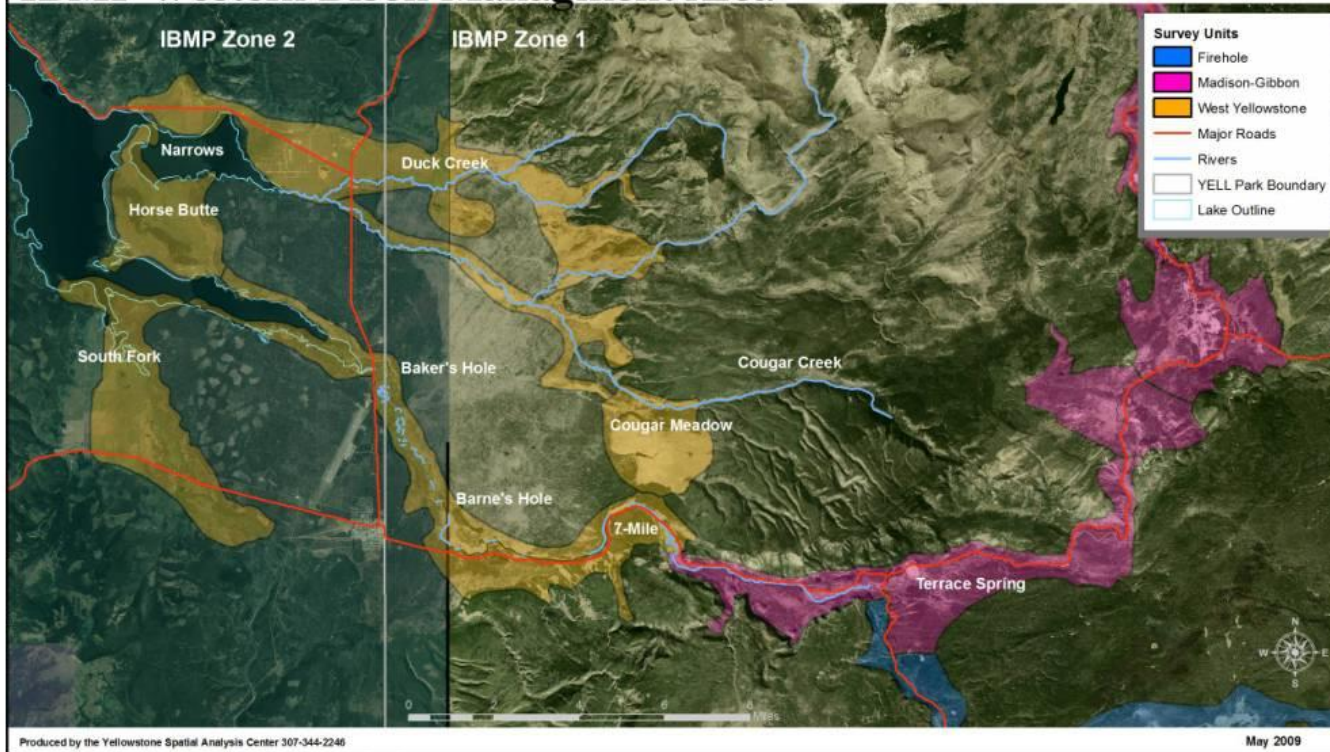 IBMP Zone 2
IBMP Zone 1
Survey Units
Firehole
Madison-Gibbon
West Yellowstone
Major Roads
Rivers
YELL Park Boundary
Lake Outline
Narrows
Duck Creek
Horse Butte
South Fork
Baker's Hole
Cougar Creek
Cougar Meadow
Barne's Hole
7-Mile
Terrace Spring
N
W
E
S
0
2
4
6
8
Miles
Produced by the Yellowstone Spatial Analysis Center 307-344-2246
May 2009